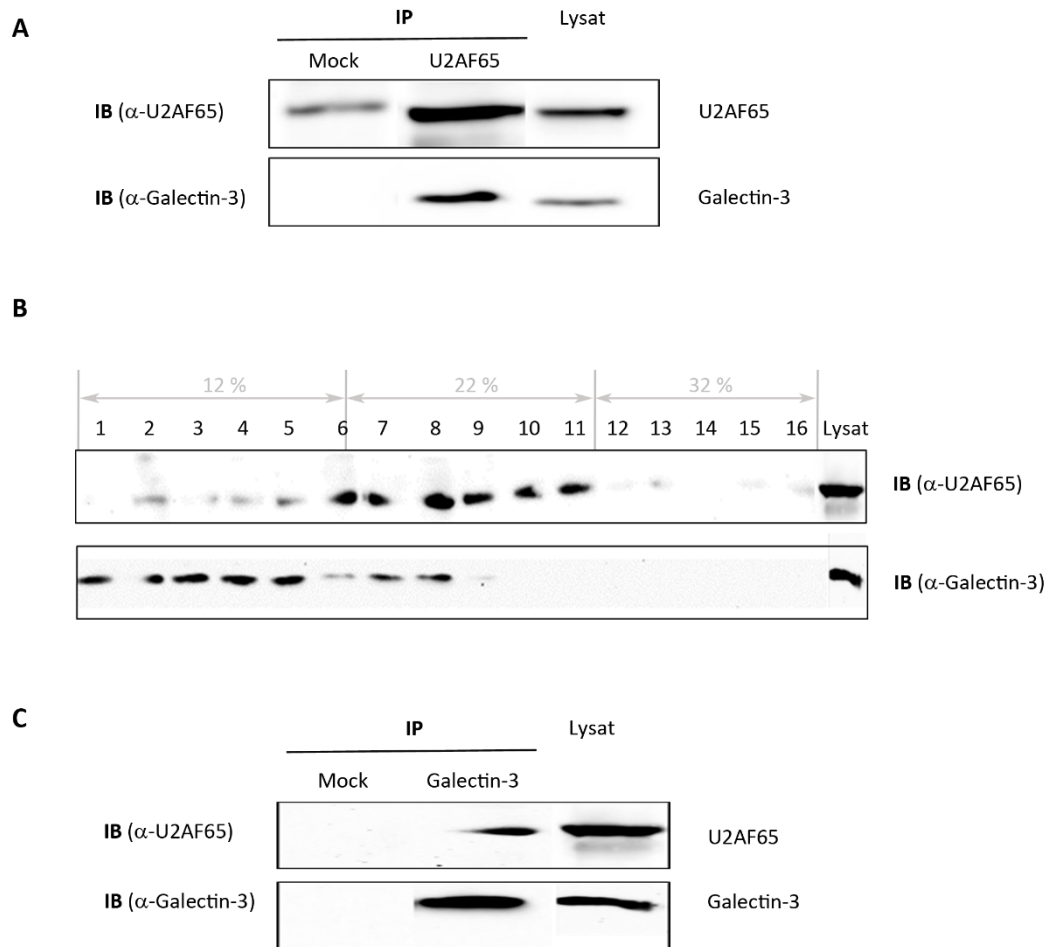 A
IP Lysat
Mock U2AF65
IB (α-U2AF65) U2AF65
IB (α-Galectin-3) Galectin-3
B
12 % 22 % 32 %
1 2 3 4 5 6 7 8 9 10 11 12 13 14 15 16 Lysat
IB (α-U2AF65)
IB (α-Galectin-3)
C
IP Lysat
Mock Galectin-3
IB (α-U2AF65) U2AF65
IB (α-Galectin-3) Galectin-3